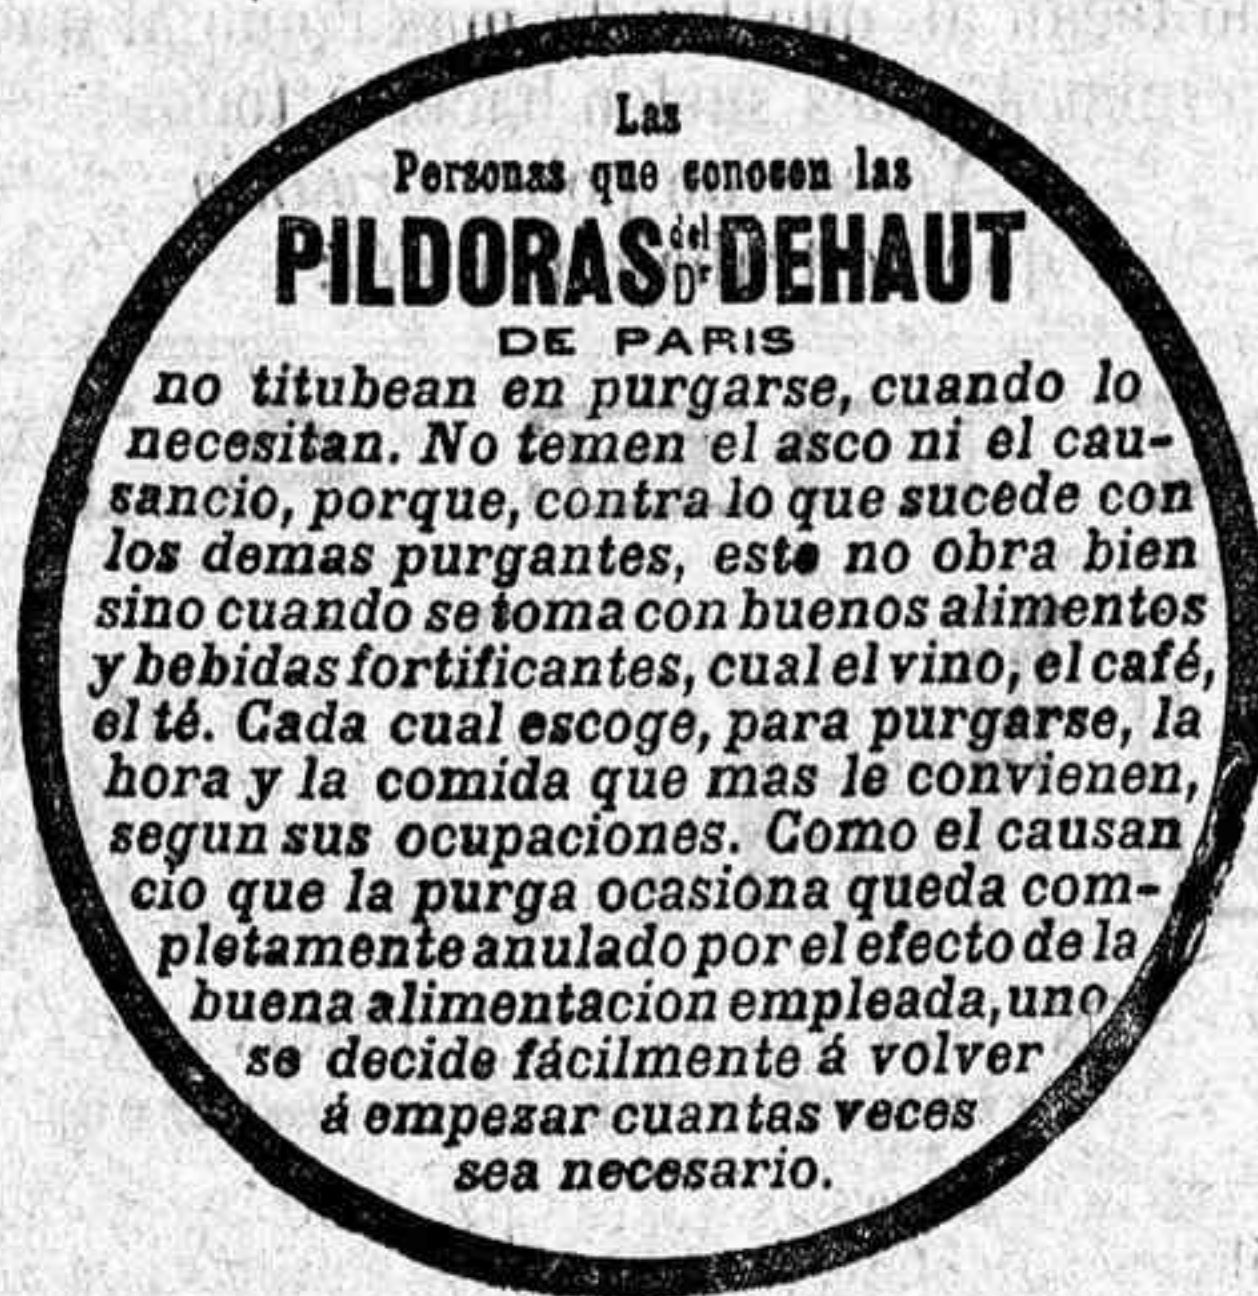 Las
Personas que conocen las
PILDORAS del Dr DEHAUT
DE PARIS
no titubean en purgarse, cuando lo
necesitan. No temen el asco ni el cau-
sancio, porque, contra lo que sucede con
los demas purgantes, este no obra bien
sino cuando se toma con buenos alimentos
y bebidas fortificantes, cual el vino, el café,
el té. Cada cual escoge, para purgarse, la
hora y la comida que mas le convienen,
segun sus ocupaciones. Como el causan
cio que la purga ocasiona queda com-
pletamente anulado por el efecto de la
buena alimentacion empleada, uno
se decide fácilmente á volver
á empezar cuantas veces
sea necesario.